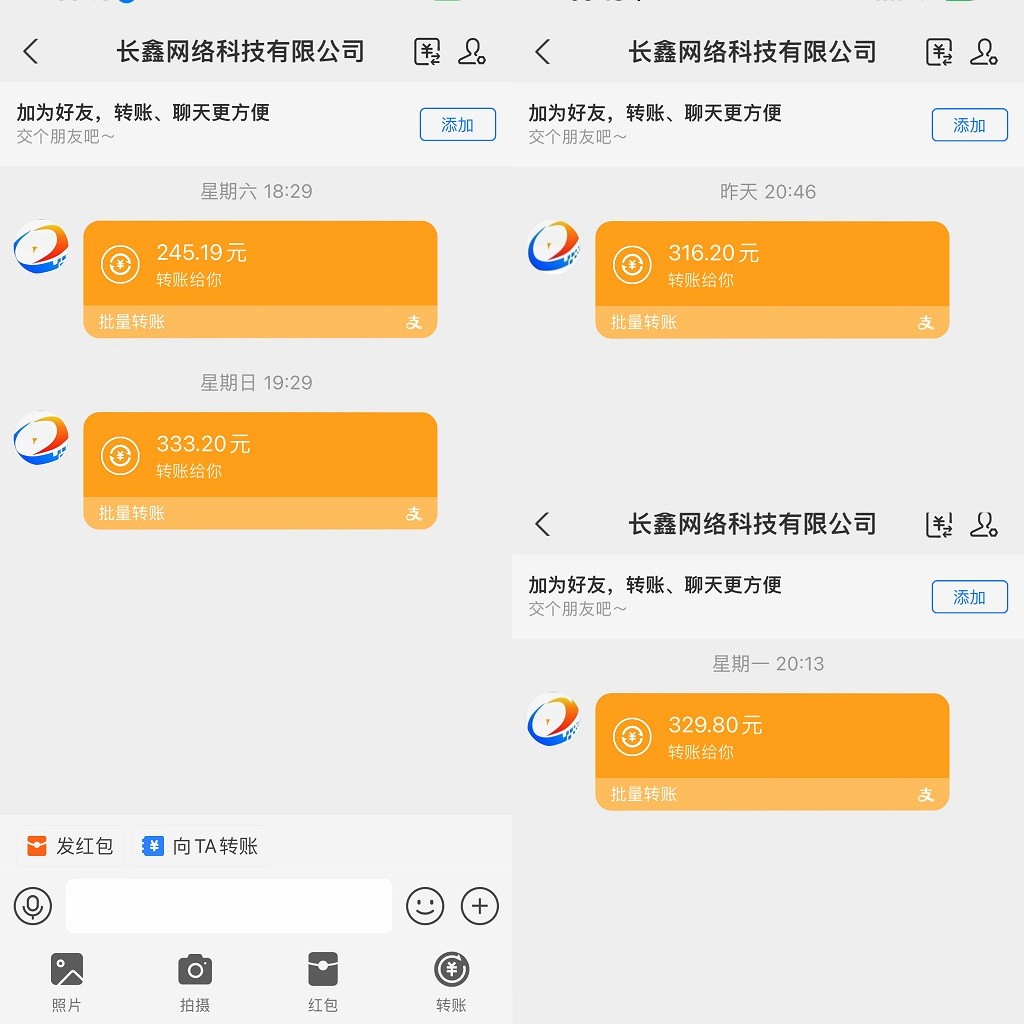 长鑫网络科技有限公司
加为好友，转账、聊天更方便
交个朋友吧～
添加
星期六 18:29
245.19元
转账给你
批量转账
支
星期日 19:29
333.20元
转账给你
批量转账
支
发红包
向TA转账
照片
拍摄
红包
转账
长鑫网络科技有限公司
加为好友，转账、聊天更方便
交个朋友吧～
添加
昨天 20:46
316.20元
转账给你
批量转账
支
长鑫网络科技有限公司
加为好友，转账、聊天更方便
交个朋友吧～
添加
星期一 20:13
329.80元
转账给你
批量转账
支